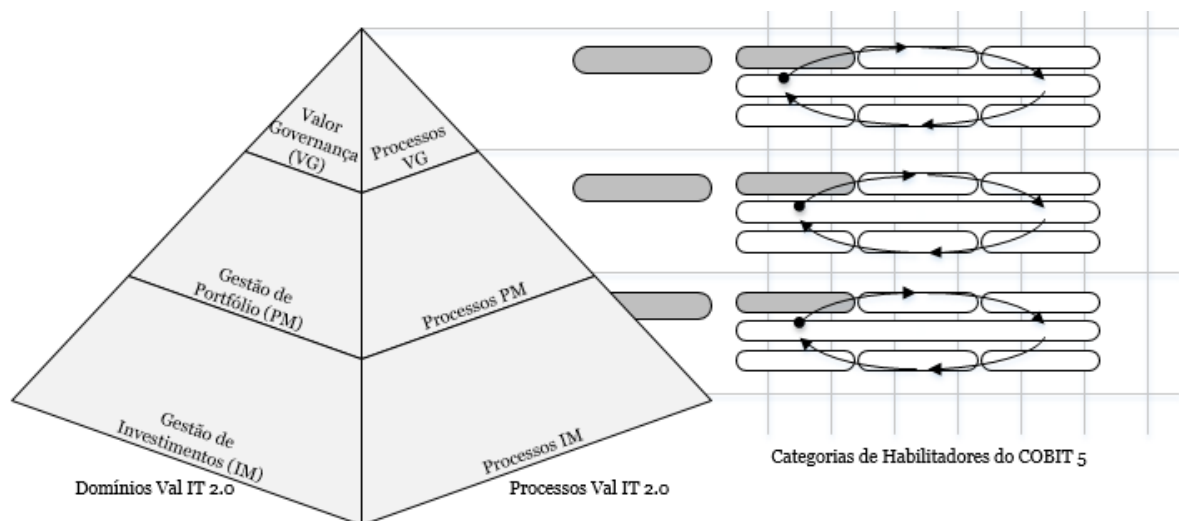 Valor
Governança
(VG)
Processos
VG
Gestão de
Portfólio (PM)
Processos PM
Gestão de
Investimentos (IM)
Processos IM
Domínios Val IT 2.0
Processos Val IT 2.0
Categorias de Habilitadores do COBIT 5